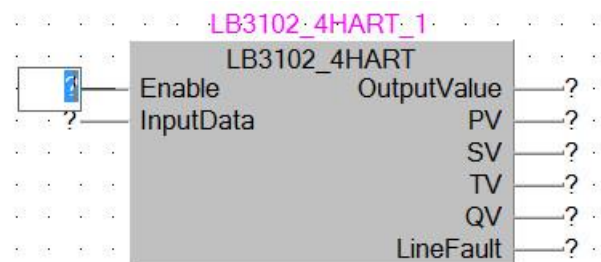 LB3102_4HART_1
LB3102_4HART
? Enable OutputValue ?
? InputData PV ?
SV ?
TV ?
QV ?
LineFault ?